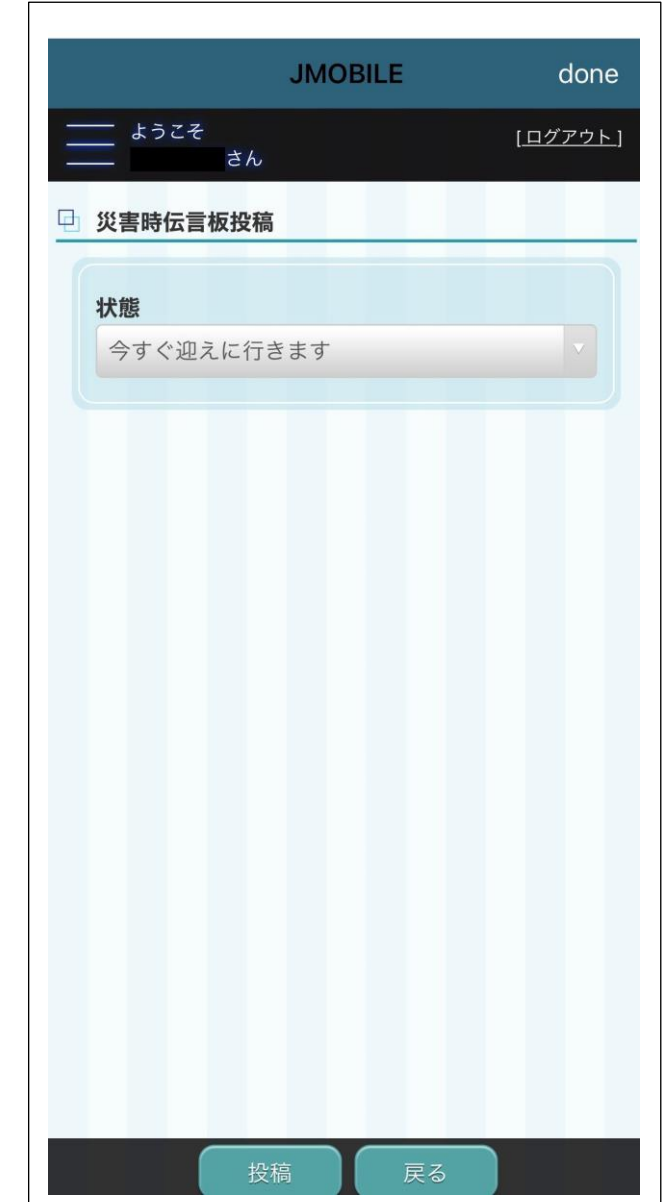 JMOBILE done
ようこそ [ログアウト]
さん
災害時伝言板投稿
状態
今すぐ迎えに行きます
投稿 戻る